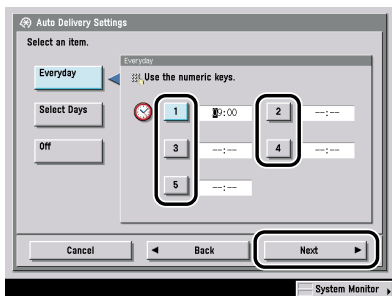 Auto Delivery Settings
Select an item.
Everyday
Everyday
Use the numeric keys.
Select Days
Off
1 09:00 2 --:--
3 --:-- 4 --:--
5 --:--
Cancel ◄ Back Next ►
System Monitor